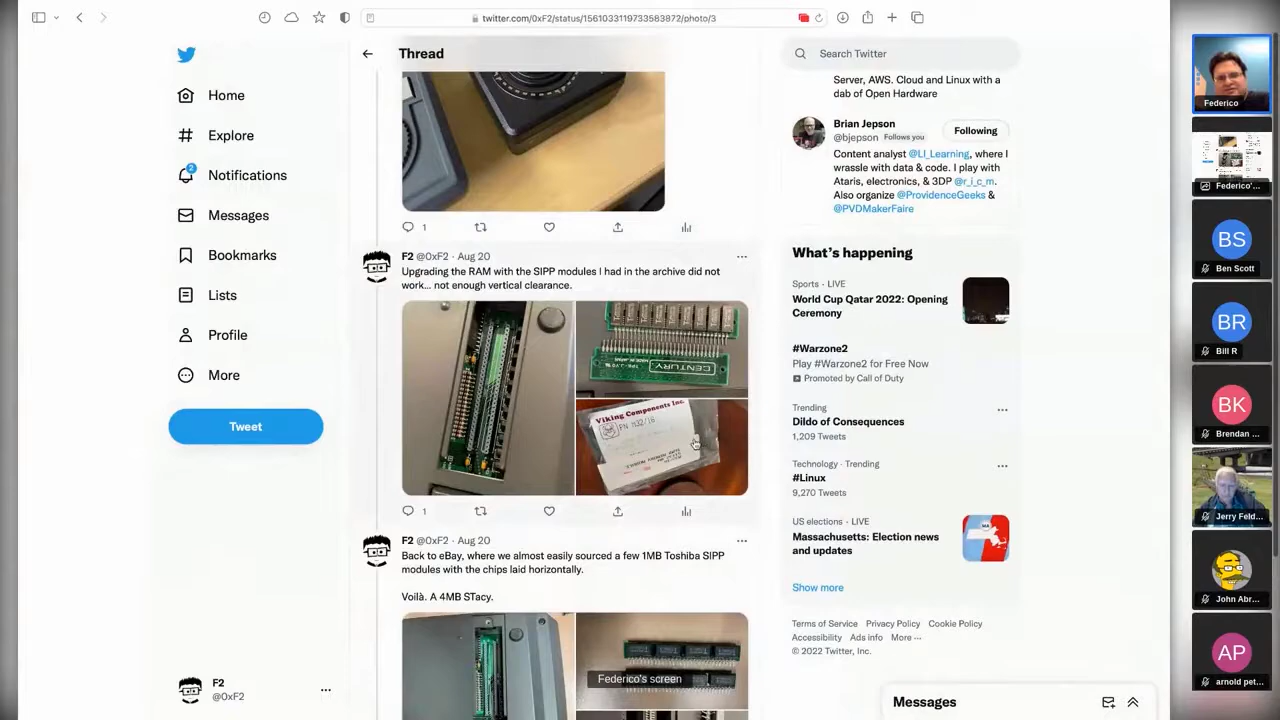 twitter.com/0xF2/status/1561033119733583872/photo/3
Home
Explore
2
Notifications
Messages
Bookmarks
Lists
Profile
More
Tweet
F2
@0xF2
Thread
1
F2 @0xF2 · Aug 20
Upgrading the RAM with the SIPP modules I had in the archive did not
work... not enough vertical clearance.
CENTURY
Viking Components Inc.
1
F2 @0xF2 · Aug 20
Back to eBay, where we almost easily sourced a few 1MB Toshiba SIPP
modules with the chips laid horizontally.
Voilà. A 4MB STacy.
Federico's screen
Search Twitter
Server, AWS. Cloud and Linux with a
dab of Open Hardware
Brian Jepson
@bjepson Follows you
Following
Content analyst @LI_Learning, where I
wrassle with data & code. I play with
Ataris, electronics, & 3DP @r_i_c_m.
Also organize @ProvidenceGeeks &
@PVDMakerFaire
What's happening
Sports · LIVE
World Cup Qatar 2022: Opening
Ceremony
#Warzone2
Play #Warzone2 for Free Now
Promoted by Call of Duty
Trending
Dildo of Consequences
1,209 Tweets
Technology · Trending
#Linux
9,270 Tweets
US elections · LIVE
Massachusetts: Election news
and updates
Show more
Terms of Service Privacy Policy Cookie Policy
Accessibility Ads info More ···
© 2022 Twitter, Inc.
Messages
Federico
Federico'...
BS
Ben Scott
BR
Bill R
BK
Brendan ...
Jerry Feld...
John Abr...
AP
arnold pet...